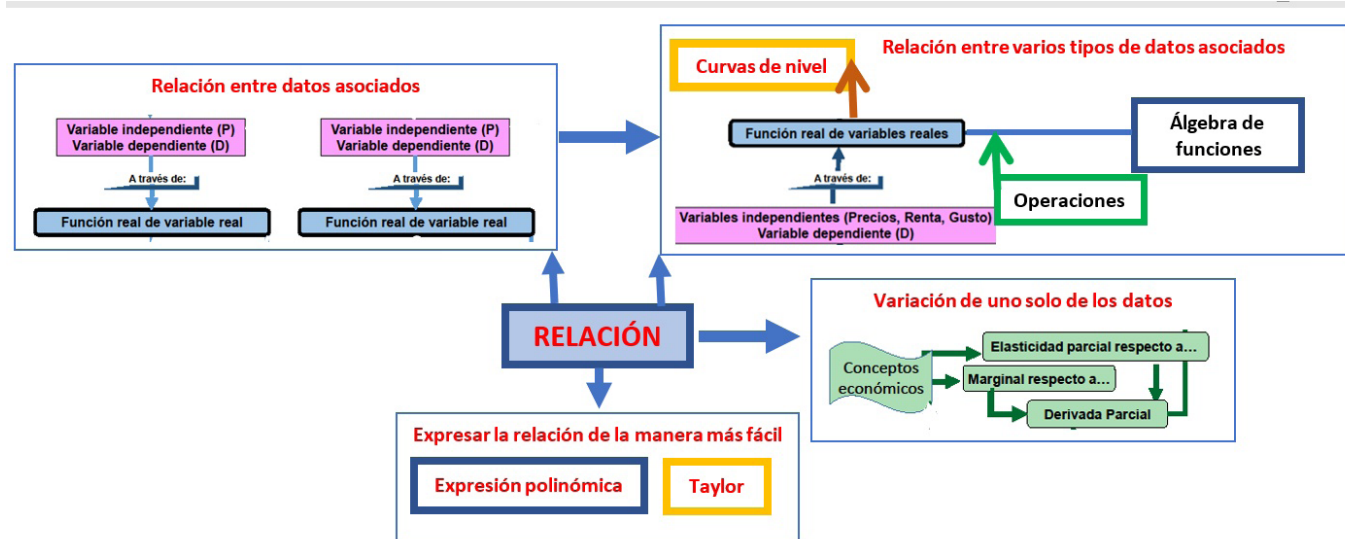 Relación entre datos asociados
Variable independiente (P)
Variable dependiente (D)
A través de:
Función real de variable real
Variable independiente (P)
Variable dependiente (D)
A través de:
Función real de variable real
Relación entre varios tipos de datos asociados
Curvas de nivel
Función real de variables reales
Álgebra de
funciones
A través de:
Operaciones
Variables independientes (Precios, Renta, Gusto)
Variable dependiente (D)
RELACIÓN
Variación de uno solo de los datos
Conceptos
económicos
Elasticidad parcial respecto a...
Marginal respecto a...
Derivada Parcial
Expresar la relación de la manera más fácil
Expresión polinómica
Taylor